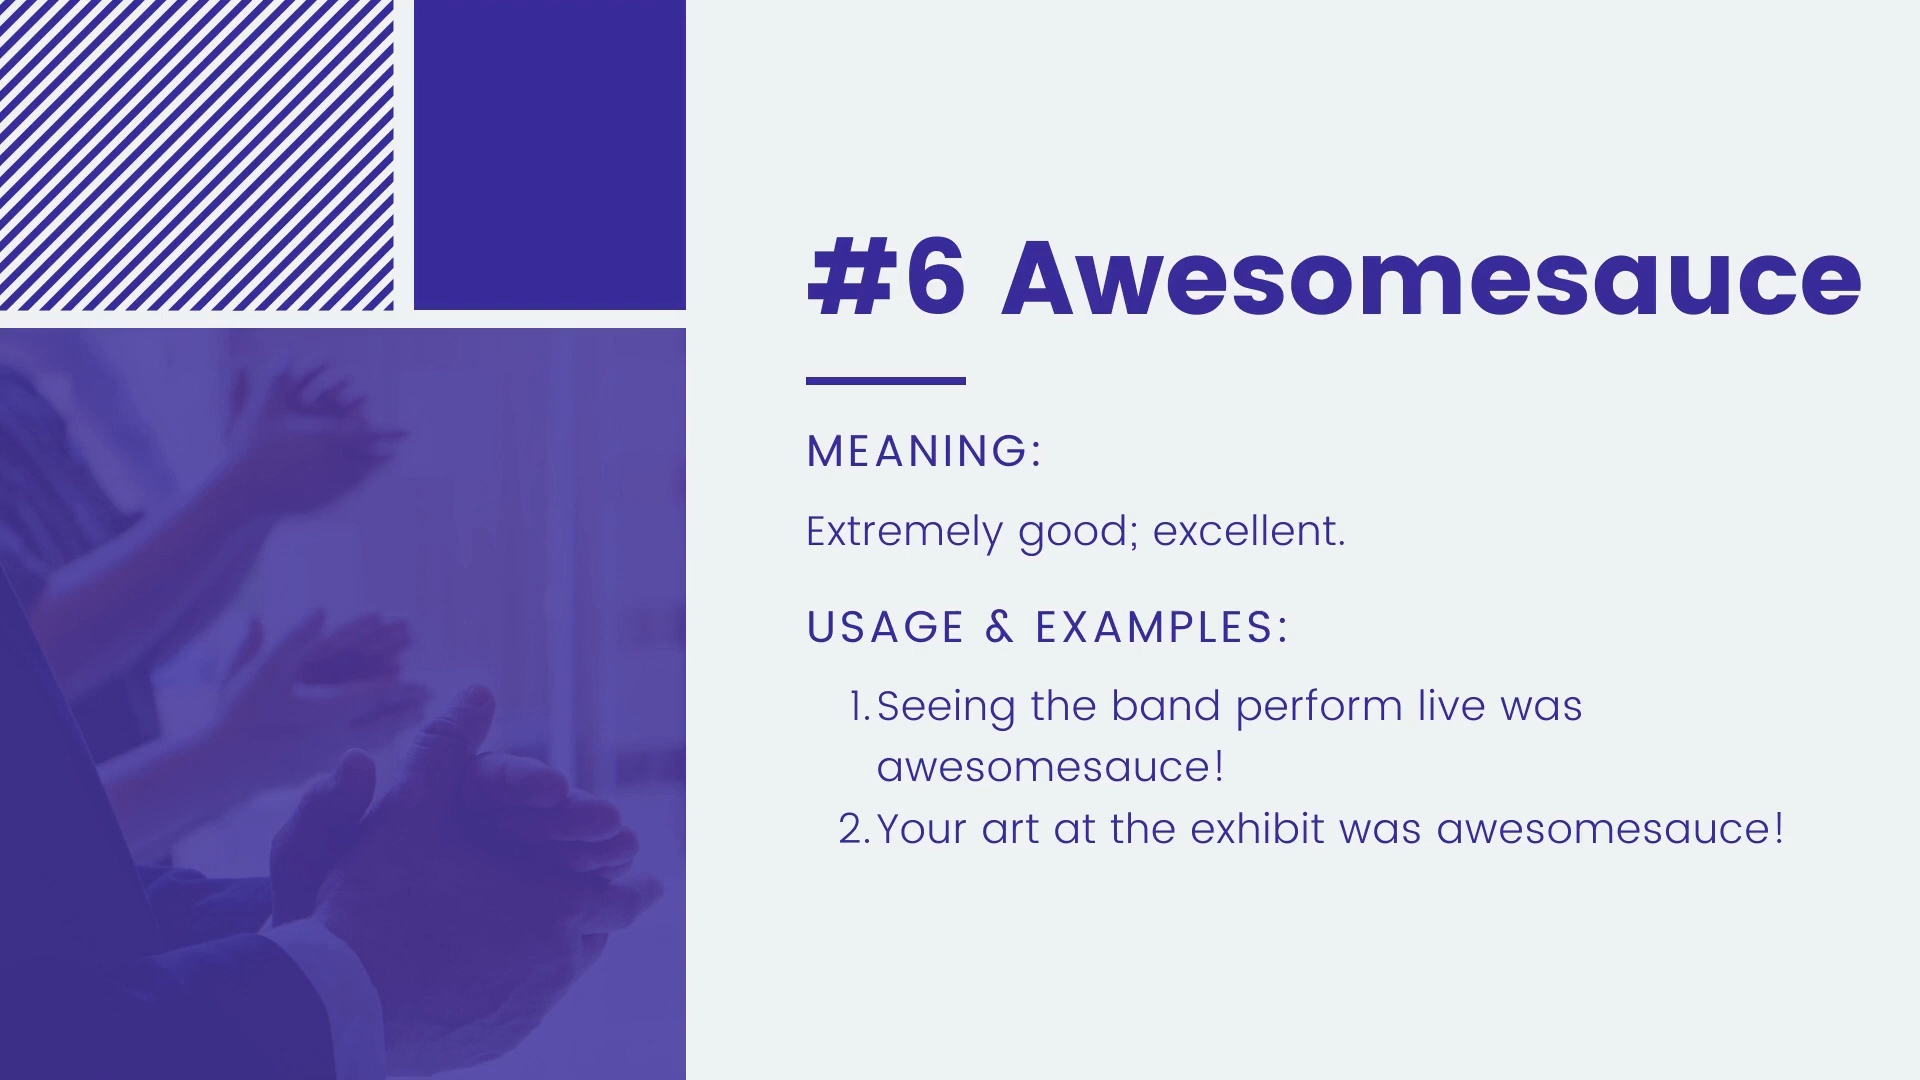 #6 Awesomesauce
MEANING:
Extremely good; excellent.
USAGE & EXAMPLES:
1. Seeing the band perform live was
awesomesauce!
2. Your art at the exhibit was awesomesauce!